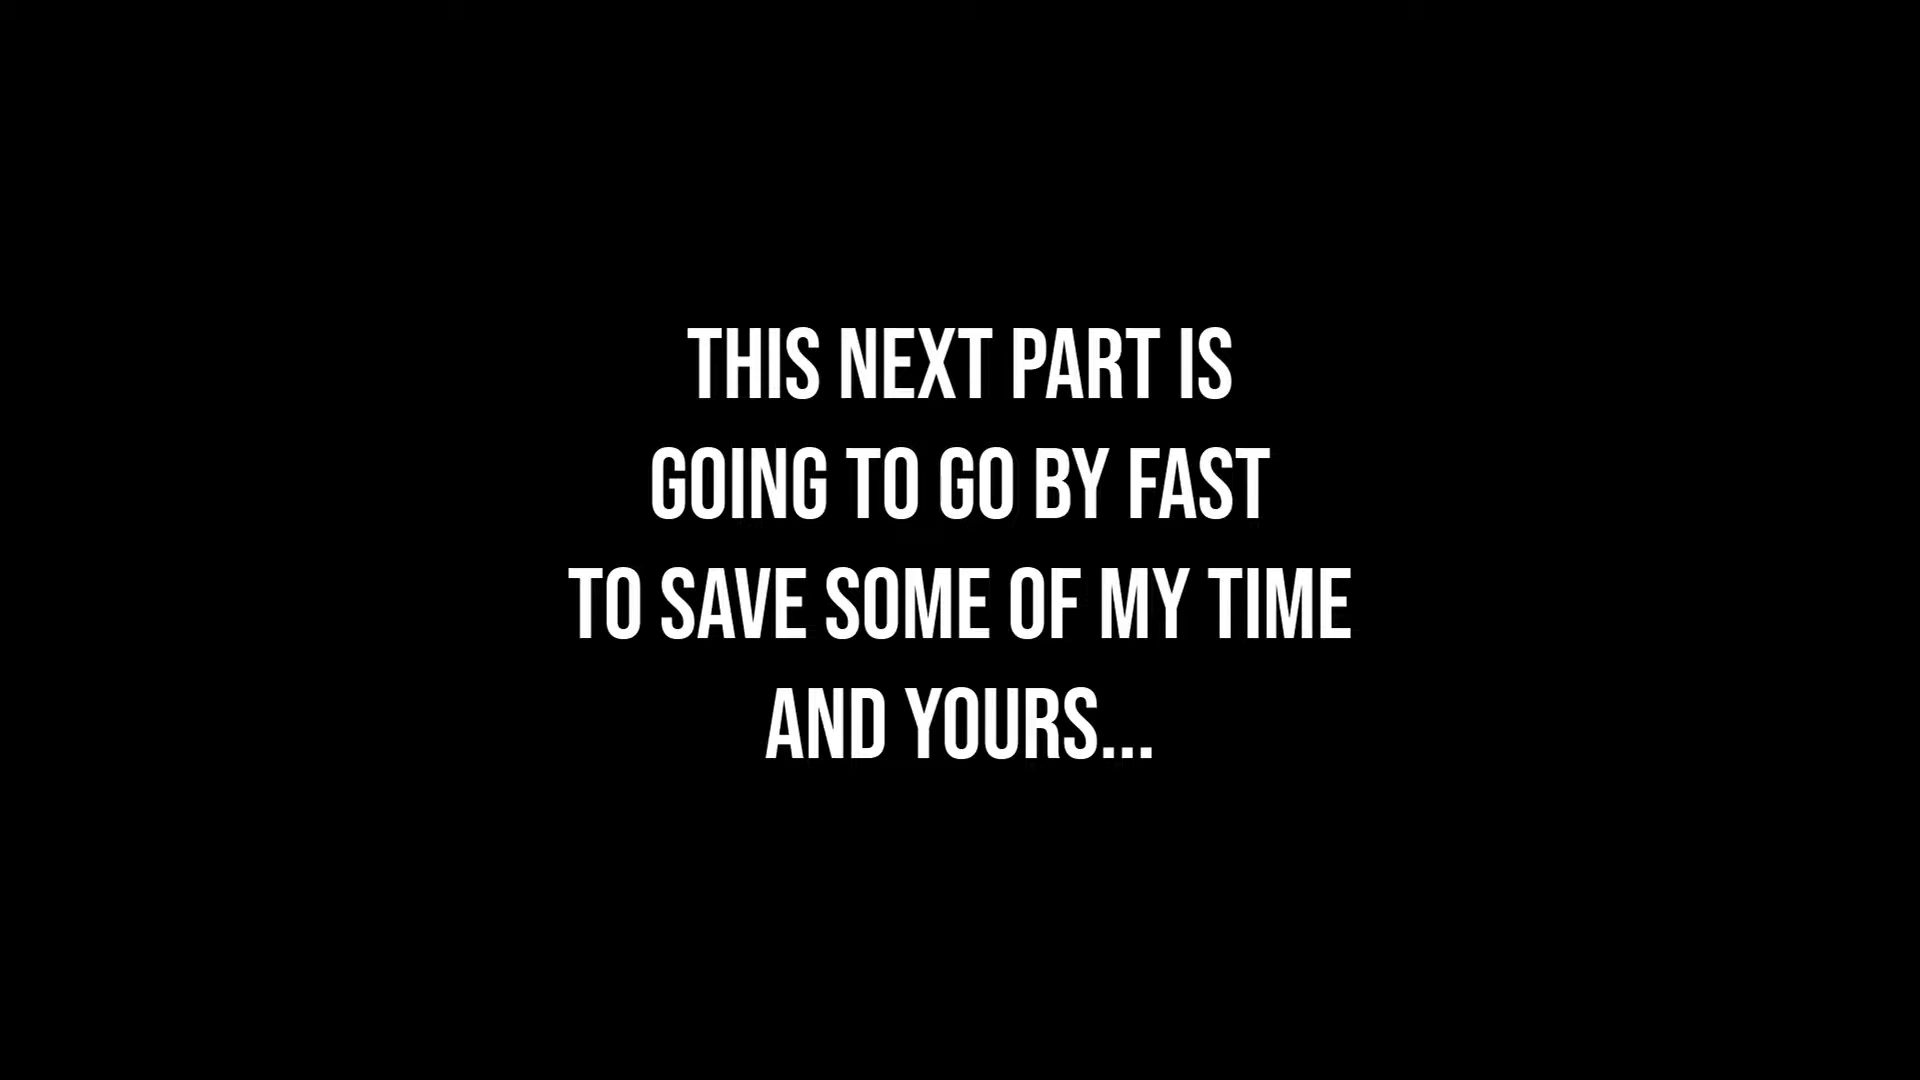 THIS NEXT PART IS
GOING TO GO BY FAST
TO SAVE SOME OF MY TIME
AND YOURS...